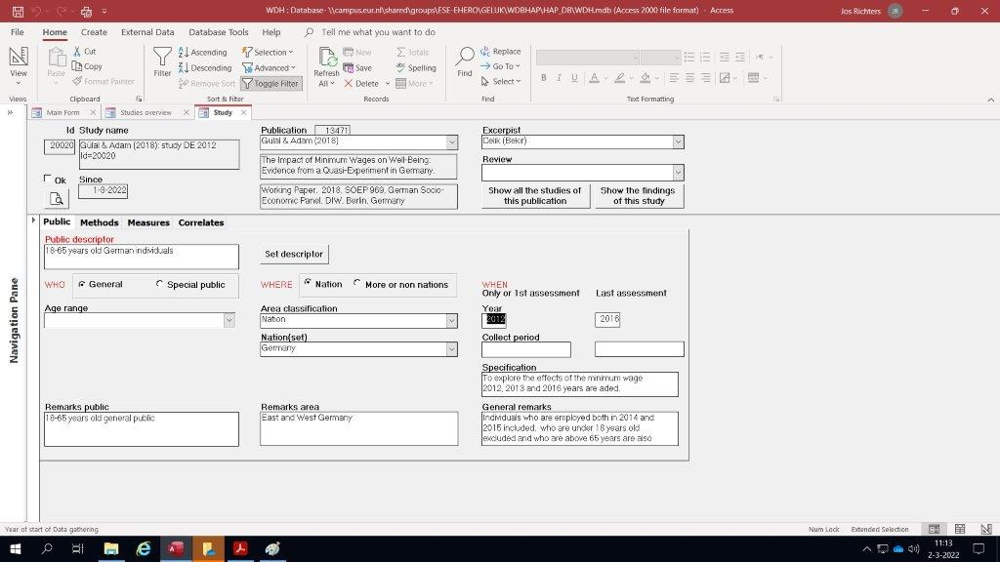 WDH : Database- \\campus.eur.nl\shared\groups\ESE-EHERO\GELUK\WDBHAP\HAP_DB\WDH.mdb (Access 2000 file format) - Access
Jos Richters JR
File Home Create External Data Database Tools Help Tell me what you want to do
View
Views
Paste
Cut
Copy
Format Painter
Clipboard
Filter
Ascending
Descending
Remove Sort
Selection
Advanced
Toggle Filter
Sort & Filter
Refresh All
New
Save
Delete
Totals
Spelling
More
Records
Find
Replace
Go To
Select
Find
B I U A
Text Formatting
Main Form Studies overview Study
Id Study name
20020 Gülal & Adam (2018): study DE 2012
Id=20020
Ok Since
1-3-2022
Publication 13471
Gulal & Adam (2018)
The Impact of Minimum Wages on Well-Being:
Evidence from a Quasi-Experiment in Germany.
Working Paper, 2018, SOEP 969, German Socio-
Economic Panel, DIW, Berlin, Germany
Excerpist
Celik (Bekir)
Review
Show all the studies of
this publication
Show the findings
of this study
Public Methods Measures Correlates
Public descriptor
18-65 years old German individuals
Set descriptor
WHO General Special public
WHERE Nation More or non nations
WHEN
Only or 1st assessment Last assessment
Age range
Area classification
Nation
Year
2012 2016
Nation(set)
Germany
Collect period
Specification
To explore the effects of the minimum wage
2012, 2013 and 2016 years are aded.
Remarks public
18-65 years old general public
Remarks area
East and West Germany
General remarks
Individuals who are employed both in 2014 and
2015 included; who are under 18 years old
excluded and who are above 65 years are also
Navigation Pane
Year of start of Data gathering
Num Lock Extended Selection
11:13
2-3-2022